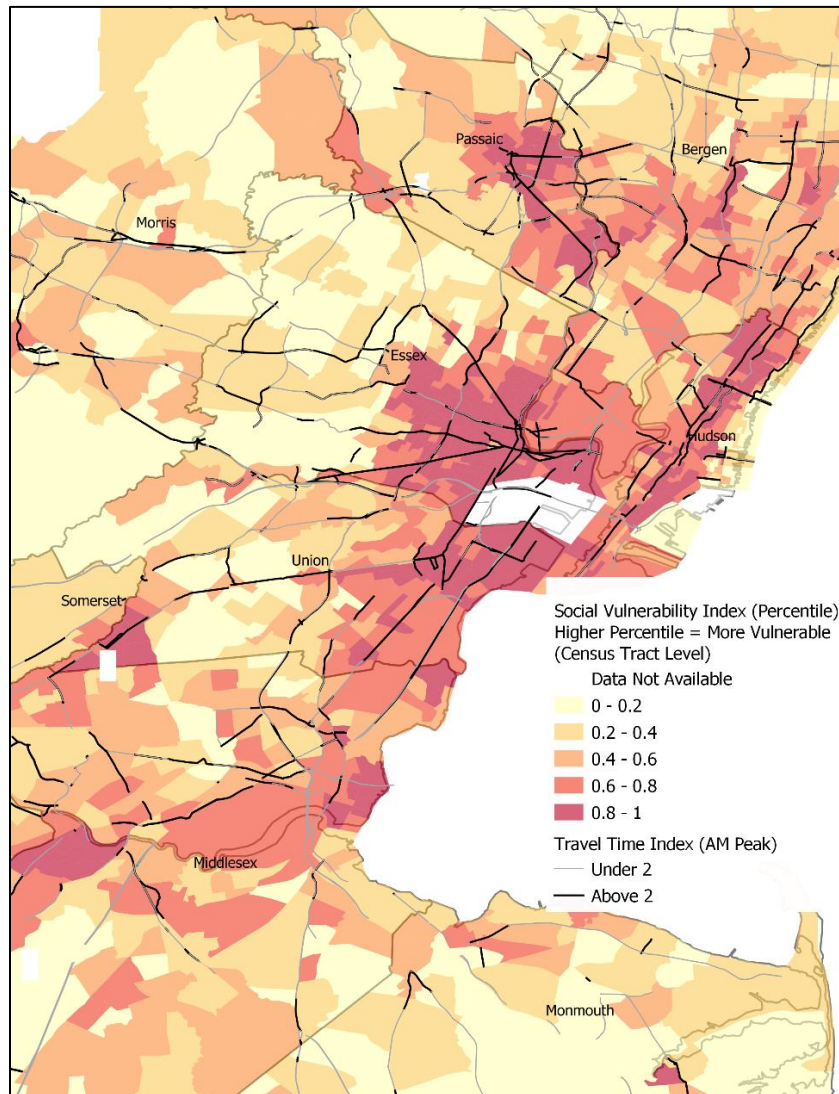 Passaic
Bergen
Morris
Essex
Hudson
Union
Somerset
Social Vulnerability Index (Percentile)
Higher Percentile = More Vulnerable
(Census Tract Level)
Data Not Available
0 - 0.2
0.2 - 0.4
0.4 - 0.6
0.6 - 0.8
0.8 - 1
Travel Time Index (AM Peak)
Under 2
Above 2
Middlesex
Monmouth